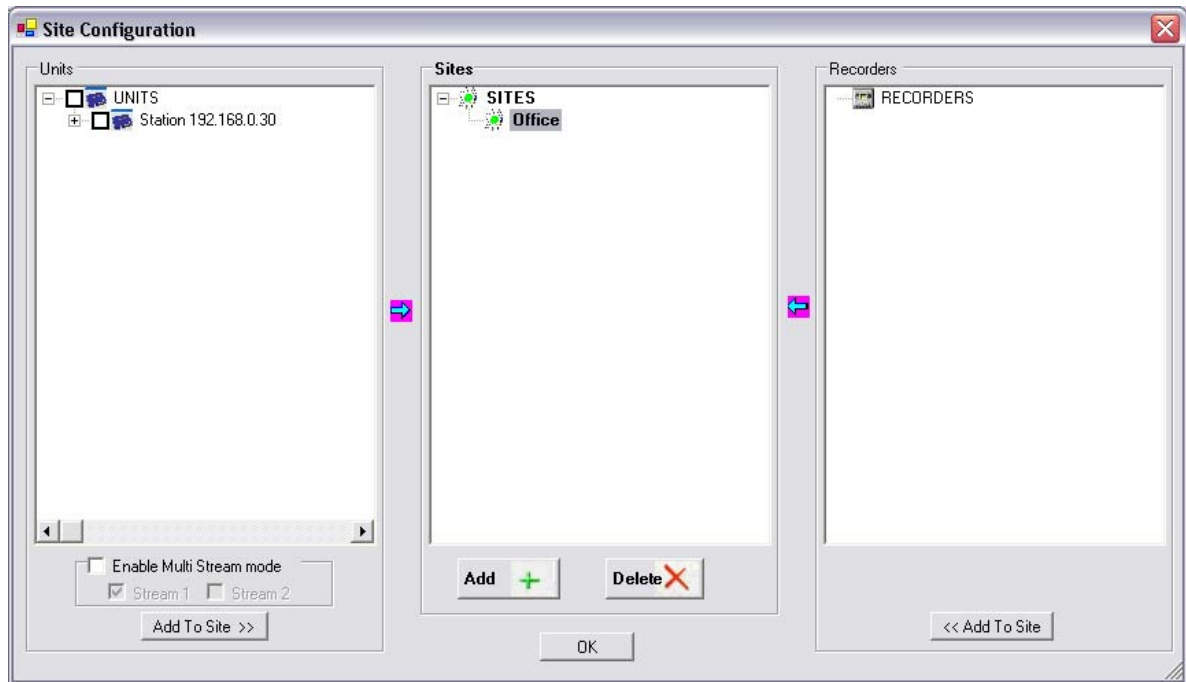 Site Configuration
Units
UNITS
Station 192.168.0.30
Enable Multi Stream mode
Stream 1 Stream 2
Add To Site >>
Sites
SITES
Office
Add
Delete
OK
Recorders
RECORDERS
<< Add To Site